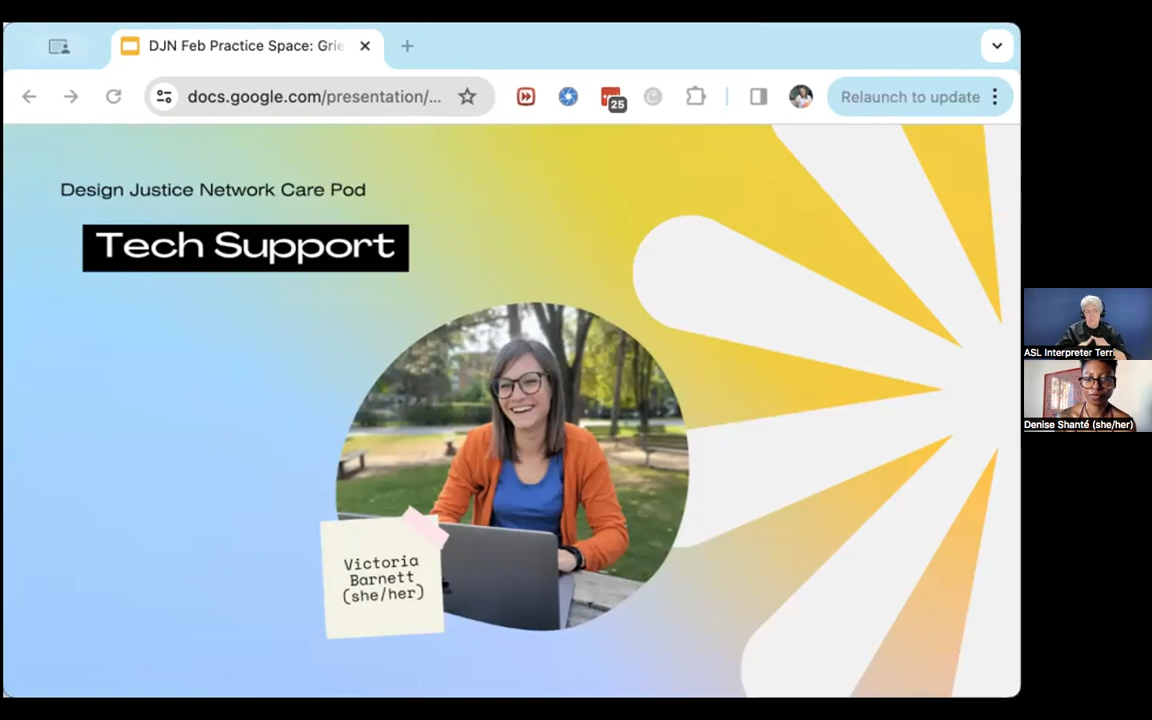 DJN Feb Practice Space: Grie
docs.google.com/presentation/...
25
Relaunch to update
Design Justice Network Care Pod
Tech Support
Victoria
Barnett
(she/her)
ASL Interpreter Terri
Denise Shanté (she/her)